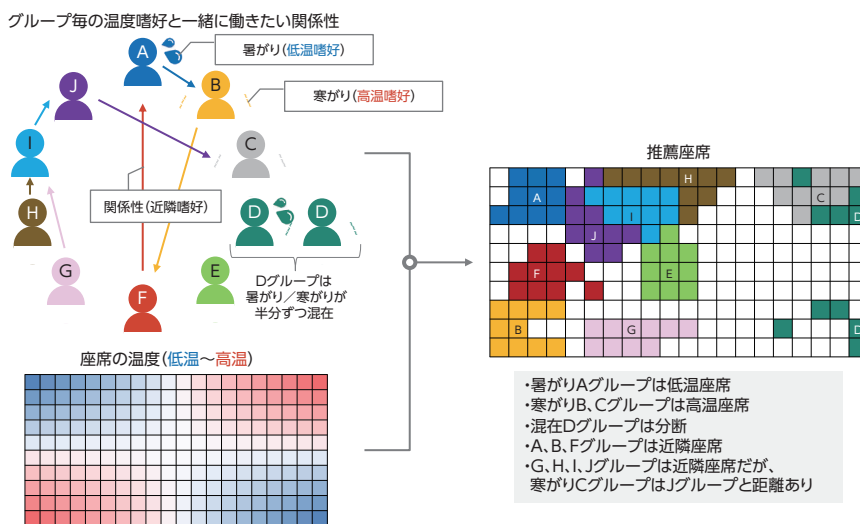 グループ毎の温度嗜好と一緒に働きたい関係性
A
暑がり(低温嗜好)
J
B
寒がり(高温嗜好)
I
C
関係性(近隣嗜好)
H
D
D
G
F
E
Dグループは
暑がり／寒がりが
半分ずつ混在
座席の温度(低温～高温)
推薦座席
H
A
C
I
D
J
F
E
B
G
D
・暑がりAグループは低温座席
・寒がりB、Cグループは高温座席
・混在Dグループは分断
・A、B、Fグループは近隣座席
・G、H、I、Jグループは近隣座席だが、
寒がりCグループはJグループと距離あり